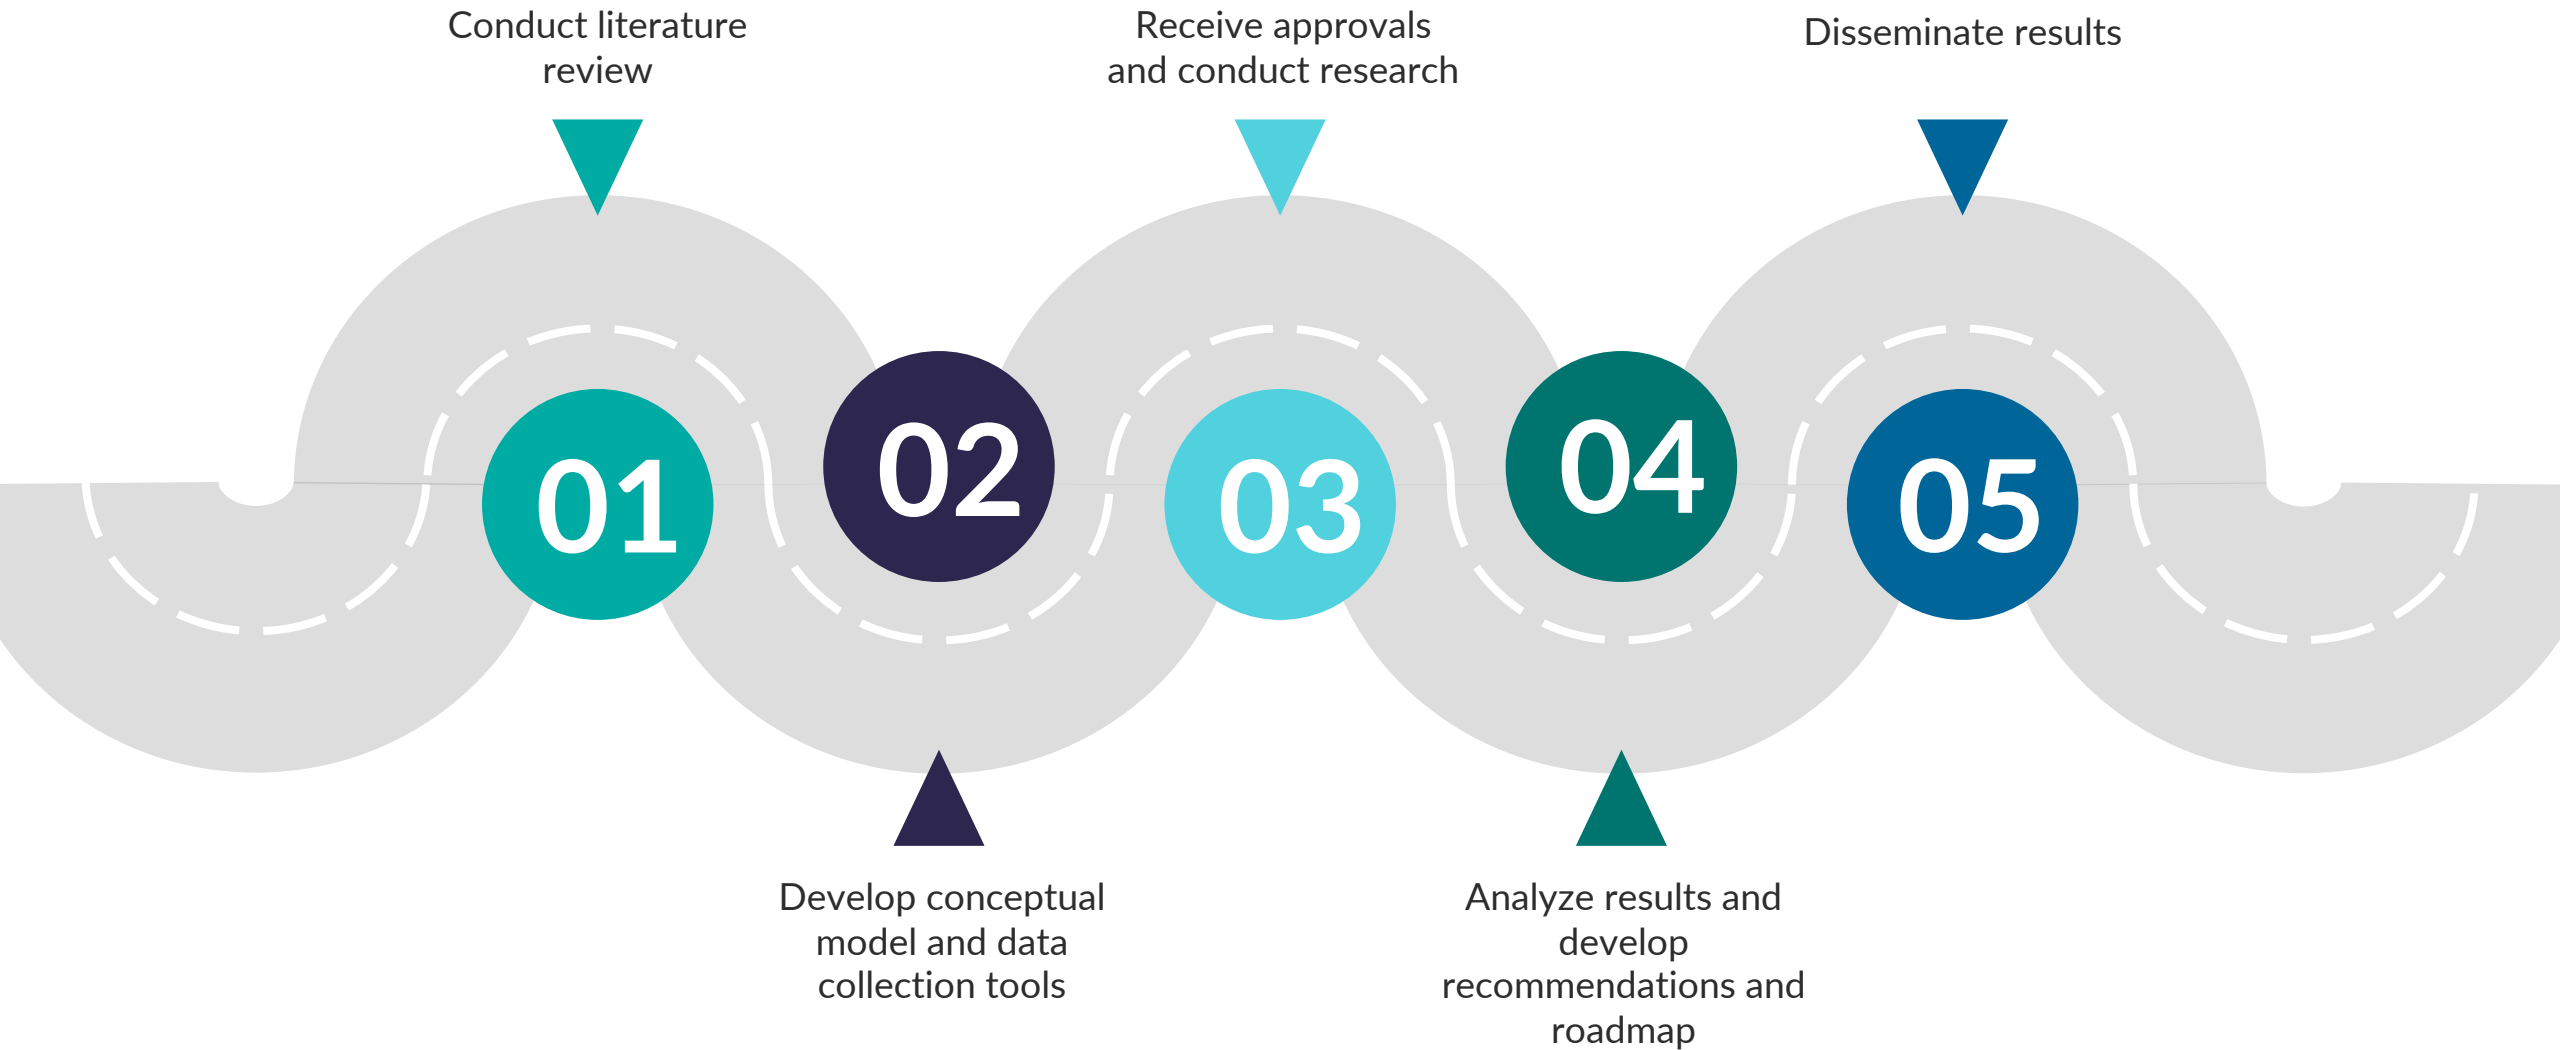 Conduct literature
review
Receive approvals
and conduct research
Disseminate results
01
02
03
04
05
Develop conceptual
model and data
collection tools
Analyze results and
develop
recommendations and
roadmap